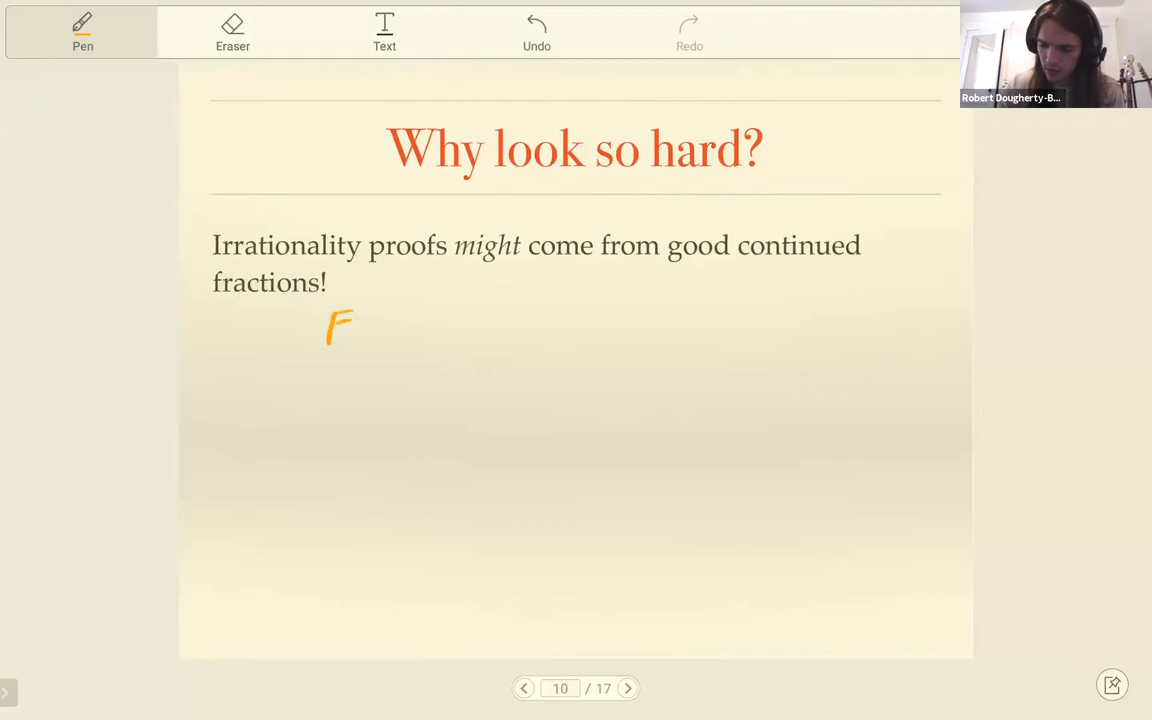 Pen Eraser Text Undo Redo
Robert Dougherty-B...
Why look so hard?
Irrationality proofs might come from good continued
fractions!
F
10 / 17